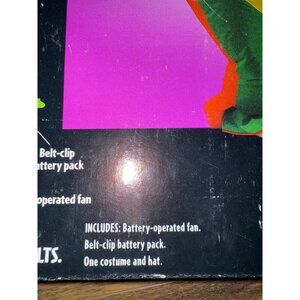 Belt-clip
battery pack
operated fan
INCLUDES: Battery-operated fan.
Belt-clip battery pack.
LTS.
One costume and hat.